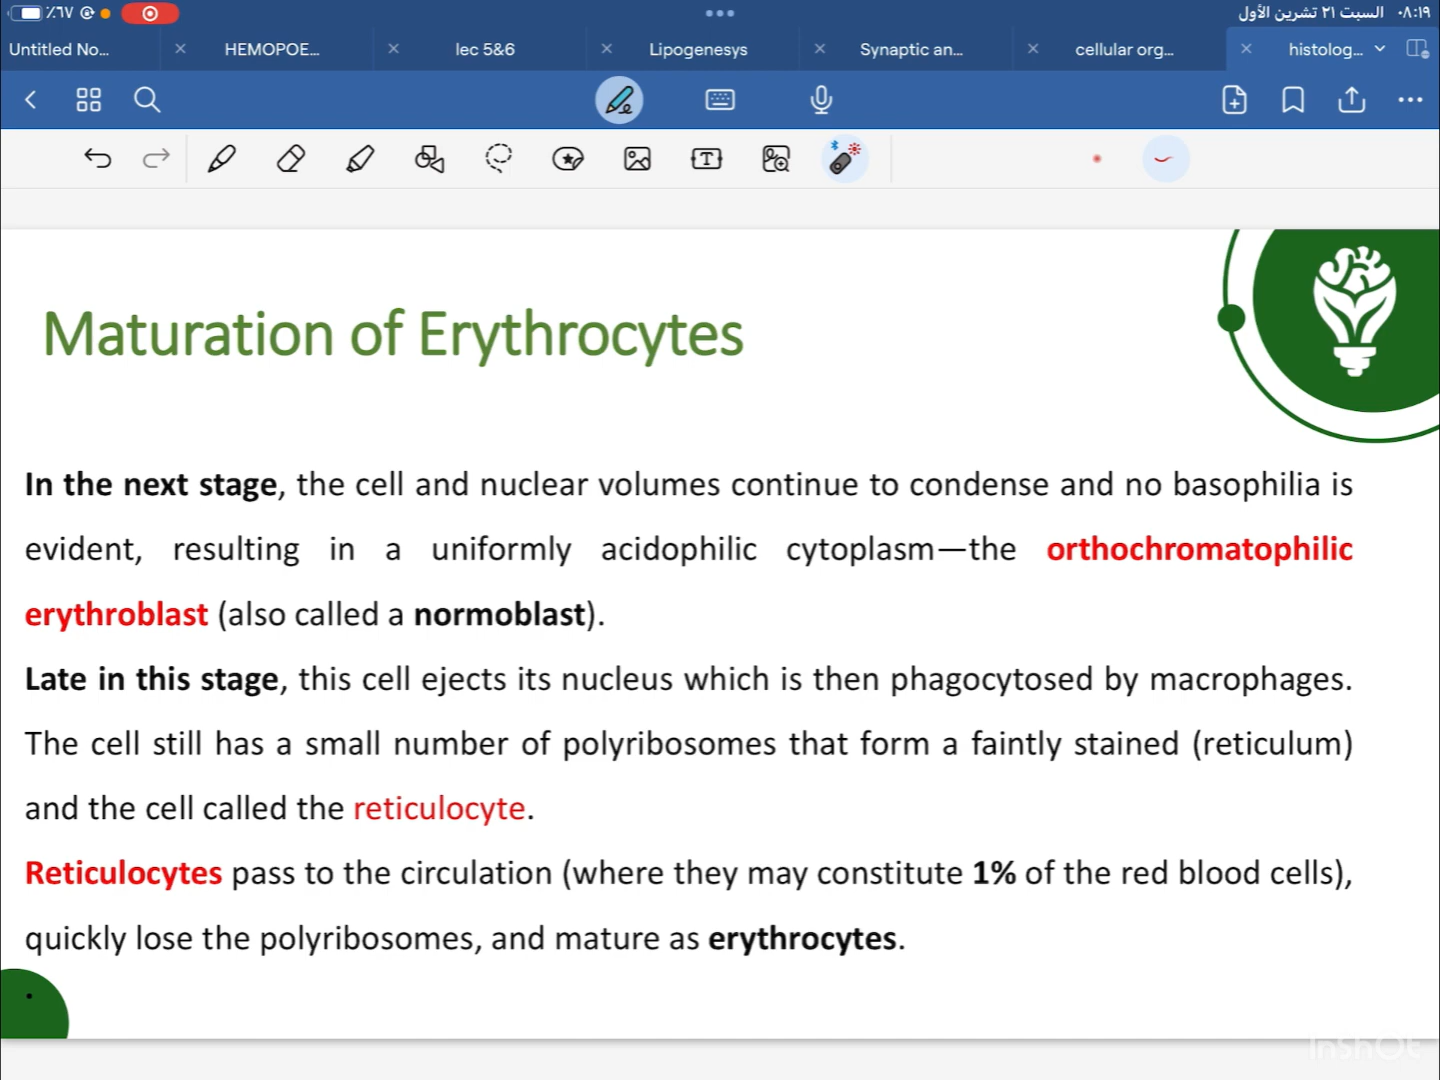 ٪٦٧ السبت ٢١ تشرين الأول ٠٨:١٩
Untitled No... HEMOPOE... lec 5&6 Lipogenesys Synaptic an... cellular org... histolog...
Maturation of Erythrocytes
In the next stage, the cell and nuclear volumes continue to condense and no basophilia is
evident, resulting in a uniformly acidophilic cytoplasm—the orthochromatophilic
erythroblast (also called a normoblast).
Late in this stage, this cell ejects its nucleus which is then phagocytosed by macrophages.
The cell still has a small number of polyribosomes that form a faintly stained (reticulum)
and the cell called the reticulocyte.
Reticulocytes pass to the circulation (where they may constitute 1% of the red blood cells),
quickly lose the polyribosomes, and mature as erythrocytes.
InShOt